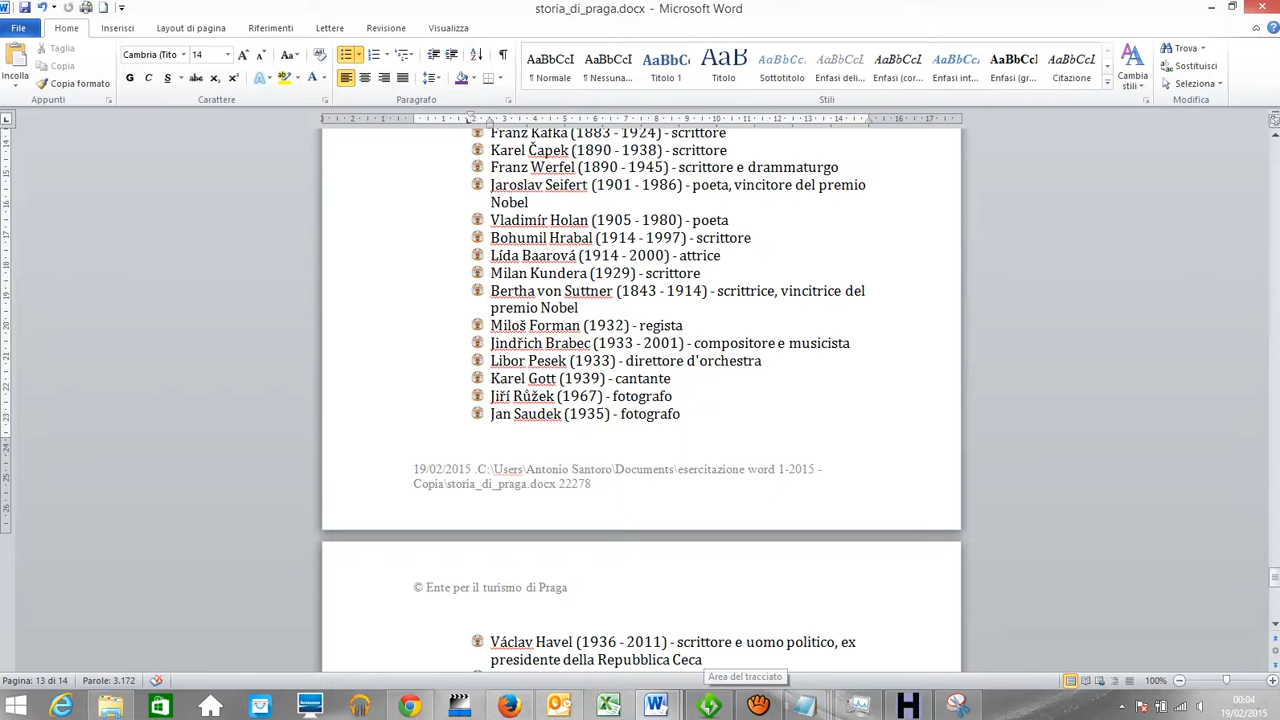 storia_di_praga.docx - Microsoft Word
File Home Inserisci Layout di pagina Riferimenti Lettere Revisione Visualizza
Incolla
Taglia
Copia
Copia formato
Appunti
Cambria (Tito 14
G C S abc
Carattere
Paragrafo
AaBbCcI AaBbCcI AaBbCc AaB AaBbCc. AaBbCcI AaBbCcI AaBbCcI AaBbCcI AaBbCcI
¶ Normale ¶ Nessuna... Titolo 1 Titolo Sottotitolo Enfasi deli... Enfasi (cor... Enfasi int... Enfasi (gr... Citazione
Stili
Cambia
stili
Trova
Sostituisci
Seleziona
Modifica
Franz Kafka (1883 - 1924) - scrittore
Karel Čapek (1890 - 1938) - scrittore
Franz Werfel (1890 - 1945) - scrittore e drammaturgo
Jaroslav Seifert (1901 - 1986) - poeta, vincitore del premio
Nobel
Vladimír Holan (1905 - 1980) - poeta
Bohumil Hrabal (1914 - 1997) - scrittore
Lída Baarová (1914 - 2000) - attrice
Milan Kundera (1929) - scrittore
Bertha von Suttner (1843 - 1914) - scrittrice, vincitrice del
premio Nobel
Miloš Forman (1932) - regista
Jindřich Brabec (1933 - 2001) - compositore e musicista
Libor Pesek (1933) - direttore d'orchestra
Karel Gott (1939) - cantante
Jiří Růžek (1967) - fotografo
Jan Saudek (1935) - fotografo
19/02/2015 .C:\Users\Antonio Santoro\Documents\esercitazione word 1-2015 -
Copia\storia_di_praga.docx 22278
© Ente per il turismo di Praga
Václav Havel (1936 - 2011) - scrittore e uomo politico, ex
presidente della Repubblica Ceca
Area del tracciato
Pagina: 13 di 14 Parole: 3.172 100%
00:04
19/02/2015